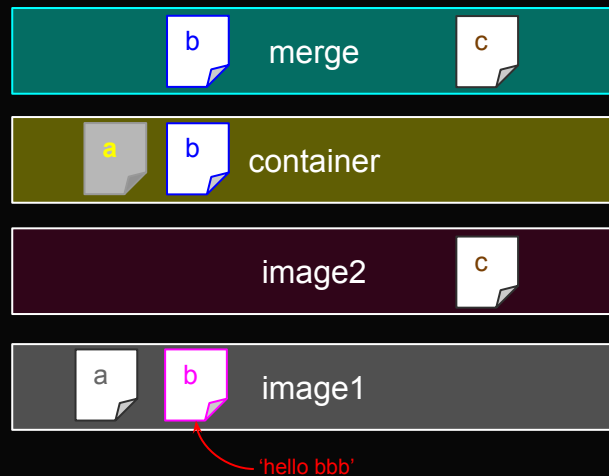 b merge c
a b container
image2 c
a b image1
'hello bbb'